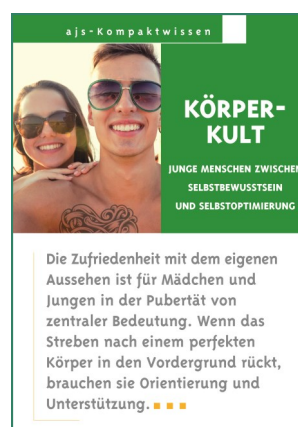 ajs-Kompaktwissen
KÖRPER-
KULT
JUNGE MENSCHEN ZWISCHEN
SELBSTBEWUSSTSEIN
UND SELBSTOPTIMIERUNG
Die Zufriedenheit mit dem eigenen
Aussehen ist für Mädchen und
Jungen in der Pubertät von
zentraler Bedeutung. Wenn das
Streben nach einem perfekten
Körper in den Vordergrund rückt,
brauchen sie Orientierung und
Unterstützung.